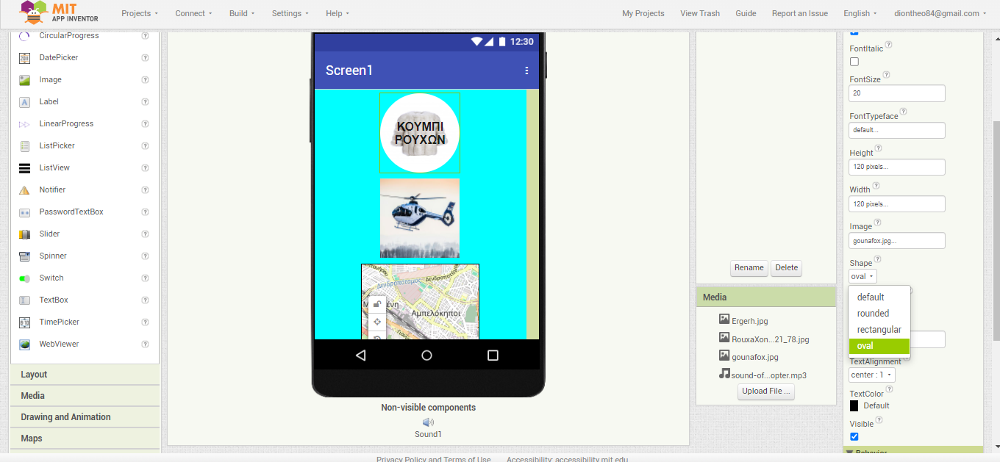 MIT
APP INVENTOR
Projects
Connect
Build
Settings
Help
My Projects
View Trash
Guide
Report an Issue
English
diontheo84@gmail.com
CircularProgress
DatePicker
Image
Label
LinearProgress
ListPicker
ListView
Notifier
PasswordTextBox
Slider
Spinner
Switch
TextBox
TimePicker
WebViewer
Layout
Media
Drawing and Animation
Maps
12:30
Screen1
ΚΟΥΜΠΙ
ΡΟΥΧΩΝ
Δενδροπόταμος
Δενδροποτάμου
Αμπελόκηποι
Non-visible components
Sound1
Rename
Delete
Media
Ergerh.jpg
RouxaXon...21_78.jpg
gounafox.jpg
sound-of...opter.mp3
Upload File ...
FontItalic
FontSize
20
FontTypeface
default...
Height
120 pixels...
Width
120 pixels...
Image
gounafox.jpg...
Shape
oval
default
rounded
rectangular
oval
TextAlignment
center : 1
TextColor
Default
Visible
Behavior
Privacy Policy and Terms of Use
Accessibility: accessibility.mit.edu